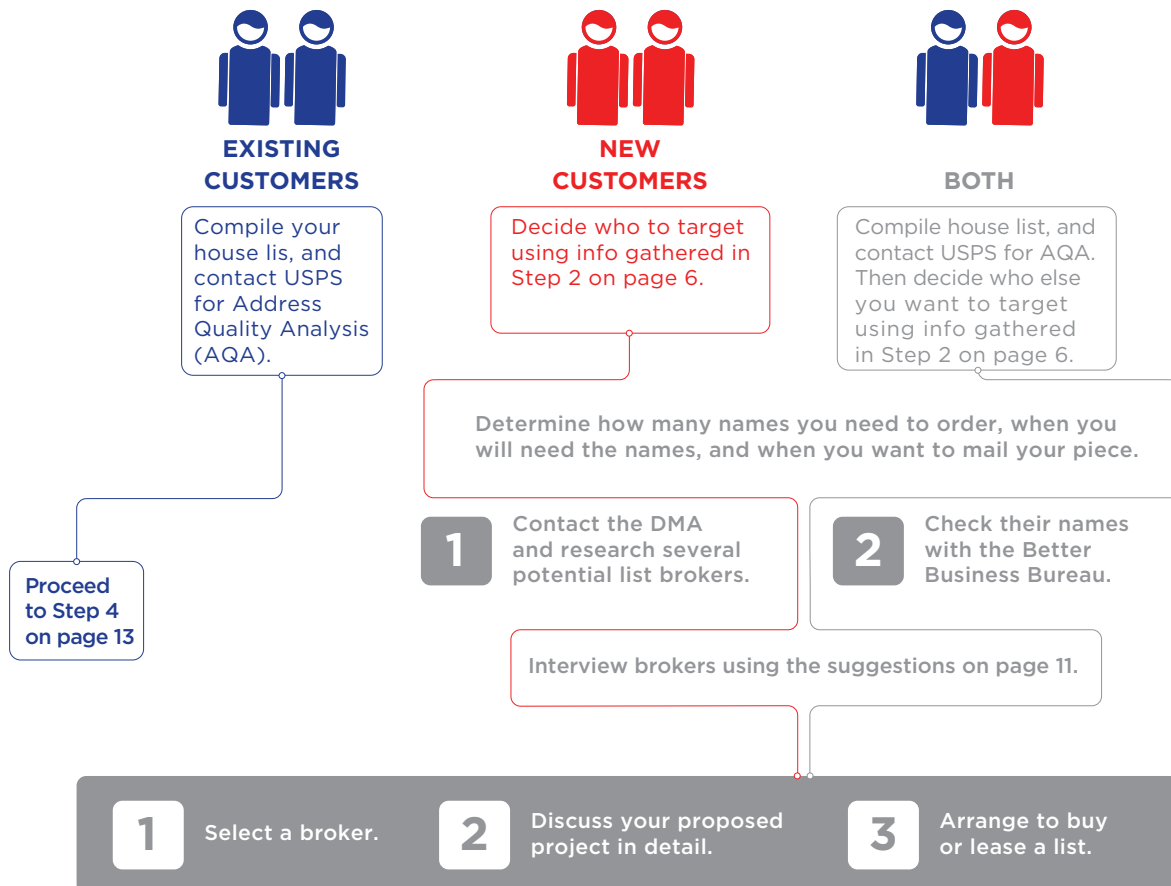 EXISTING
CUSTOMERS
Compile your
house lis, and
contact USPS
for Address
Quality Analysis
(AQA).
Proceed
to Step 4
on page 13
NEW
CUSTOMERS
Decide who to target
using info gathered in
Step 2 on page 6.
BOTH
Compile house list, and
contact USPS for AQA.
Then decide who else
you want to target
using info gathered
in Step 2 on page 6.
Determine how many names you need to order, when you
will need the names, and when you want to mail your piece.
1
Contact the DMA
and research several
potential list brokers.
2
Check their names
with the Better
Business Bureau.
Interview brokers using the suggestions on page 11.
1
Select a broker.
2
Discuss your proposed
project in detail.
3
Arrange to buy
or lease a list.